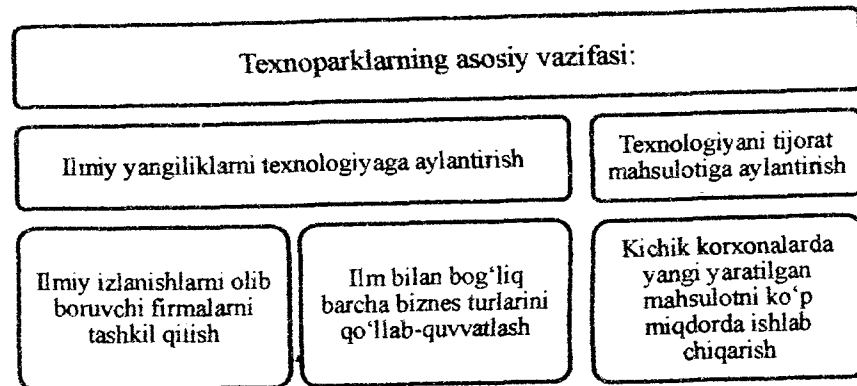 Texnoparklarning asosiy vazifasi:
Ilmiy yangiliklarni texnologiyaga aylantirish
Texnologiyani tijorat
mahsulotiga aylantirish
Ilmiy izlanishlarni olib
boruvchi firmalarni
tashkil qilish
Ilm bilan bog‘liq
barcha biznes turlarini
qo‘llab-quvvatlash
Kichik korxonalarda
yangi yaratilgan
mahsulotni ko‘p
miqdorda ishlab
chiqarish